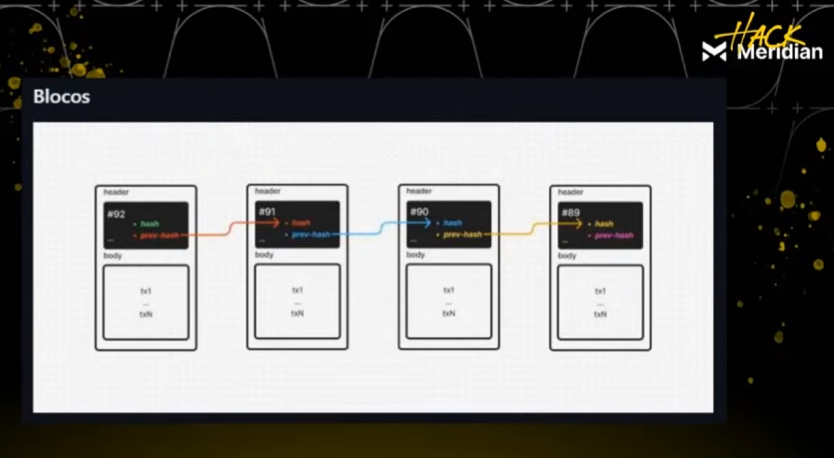 HACK
Meridian
Blocos
header
#92
hash
prev-hash
...
body
tx1
...
txN
header
#91
hash
prev-hash
...
body
tx1
...
txN
header
#90
hash
prev-hash
...
body
tx1
...
txN
header
#89
hash
prev-hash
...
body
tx1
...
txN